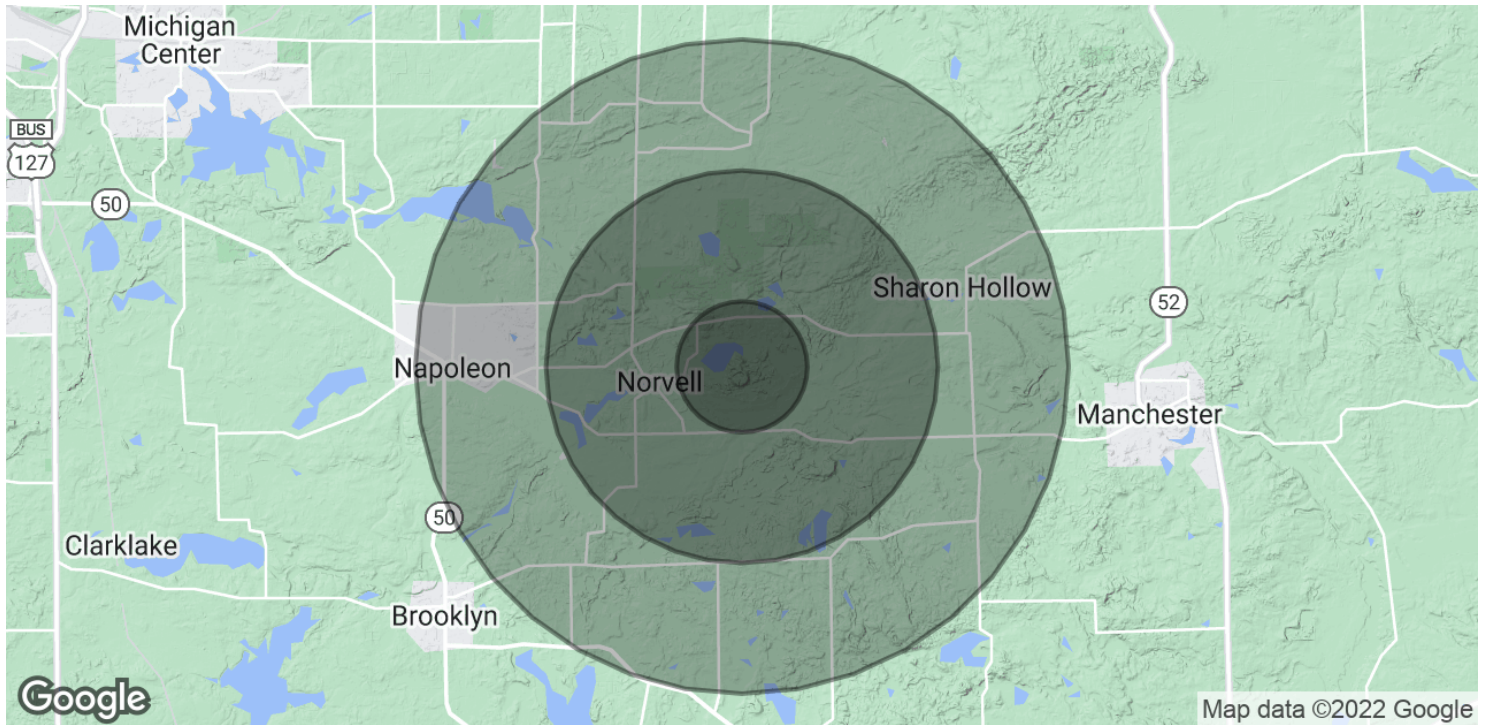 Michigan
Center
BUS
127
50
Sharon Hollow
52
Napoleon
Norvell
Manchester
50
Clarklake
Brooklyn
Google
Map data ©2022 Google